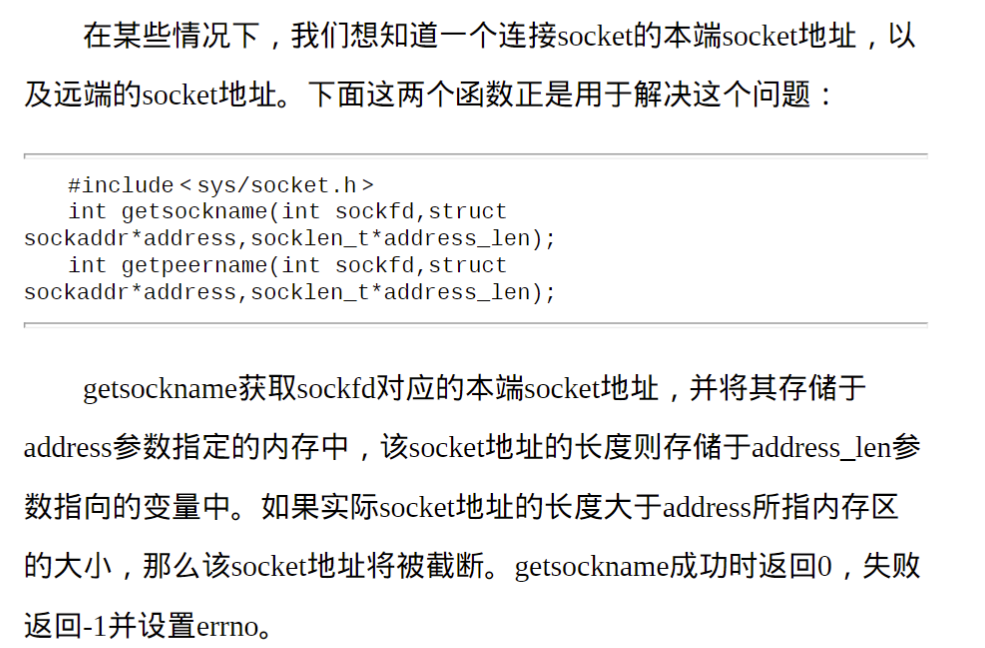 在某些情况下，我们想知道一个连接socket的本端socket地址，以
及远端的socket地址。下面这两个函数正是用于解决这个问题：
#include＜sys/socket.h＞
int getsockname(int sockfd,struct
sockaddr*address,socklen_t*address_len);
int getpeername(int sockfd,struct
sockaddr*address,socklen_t*address_len);
getsockname获取sockfd对应的本端socket地址，并将其存储于
address参数指定的内存中，该socket地址的长度则存储于address_len参
数指向的变量中。如果实际socket地址的长度大于address所指内存区
的大小，那么该socket地址将被截断。getsockname成功时返回0，失败
返回-1并设置errno。